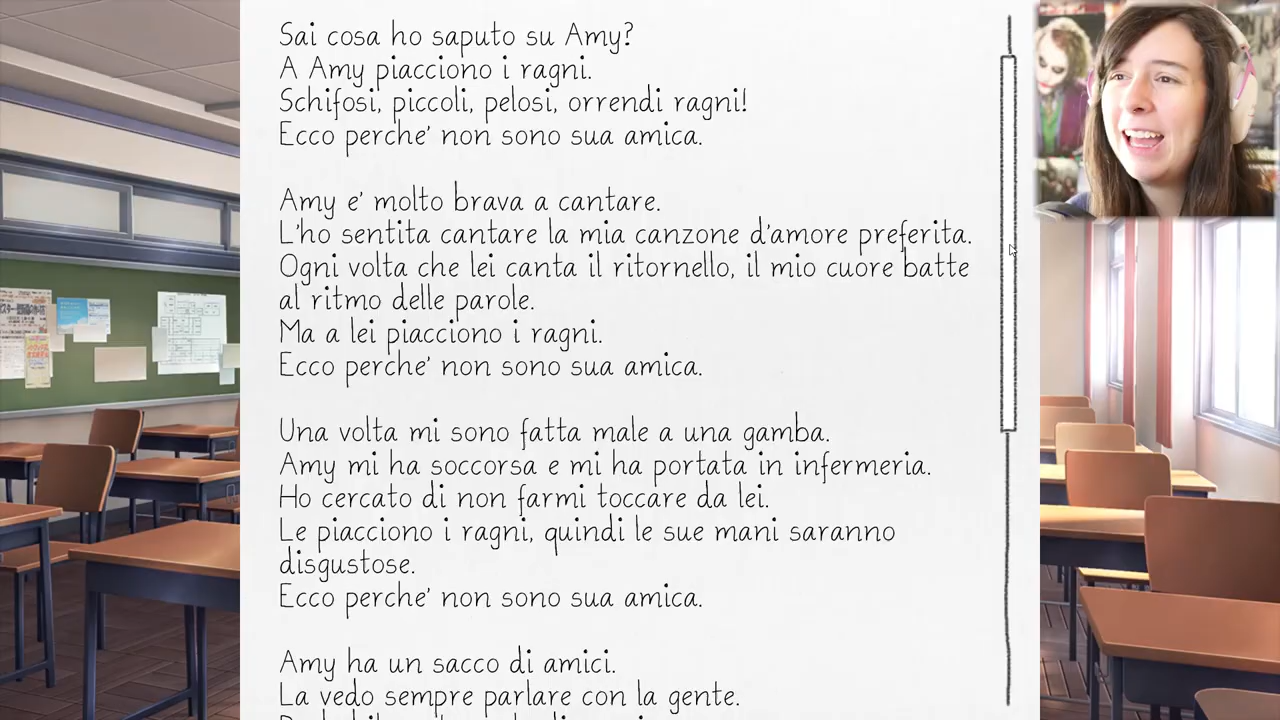 Sai cosa ho saputo su Amy?
A Amy piacciono i ragni.
Schifosi, piccoli, pelosi, orrendi ragni!
Ecco perche' non sono sua amica.
Amy e' molto brava a cantare.
L'ho sentita cantare la mia canzone d'amore preferita.
Ogni volta che lei canta il ritornello, il mio cuore batte
al ritmo delle parole.
Ma a lei piacciono i ragni.
Ecco perche' non sono sua amica.
Una volta mi sono fatta male a una gamba.
Amy mi ha soccorsa e mi ha portata in infermeria.
Ho cercato di non farmi toccare da lei.
Le piacciono i ragni, quindi le sue mani saranno
disgustose.
Ecco perche' non sono sua amica.
Amy ha un sacco di amici.
La vedo sempre parlare con la gente.